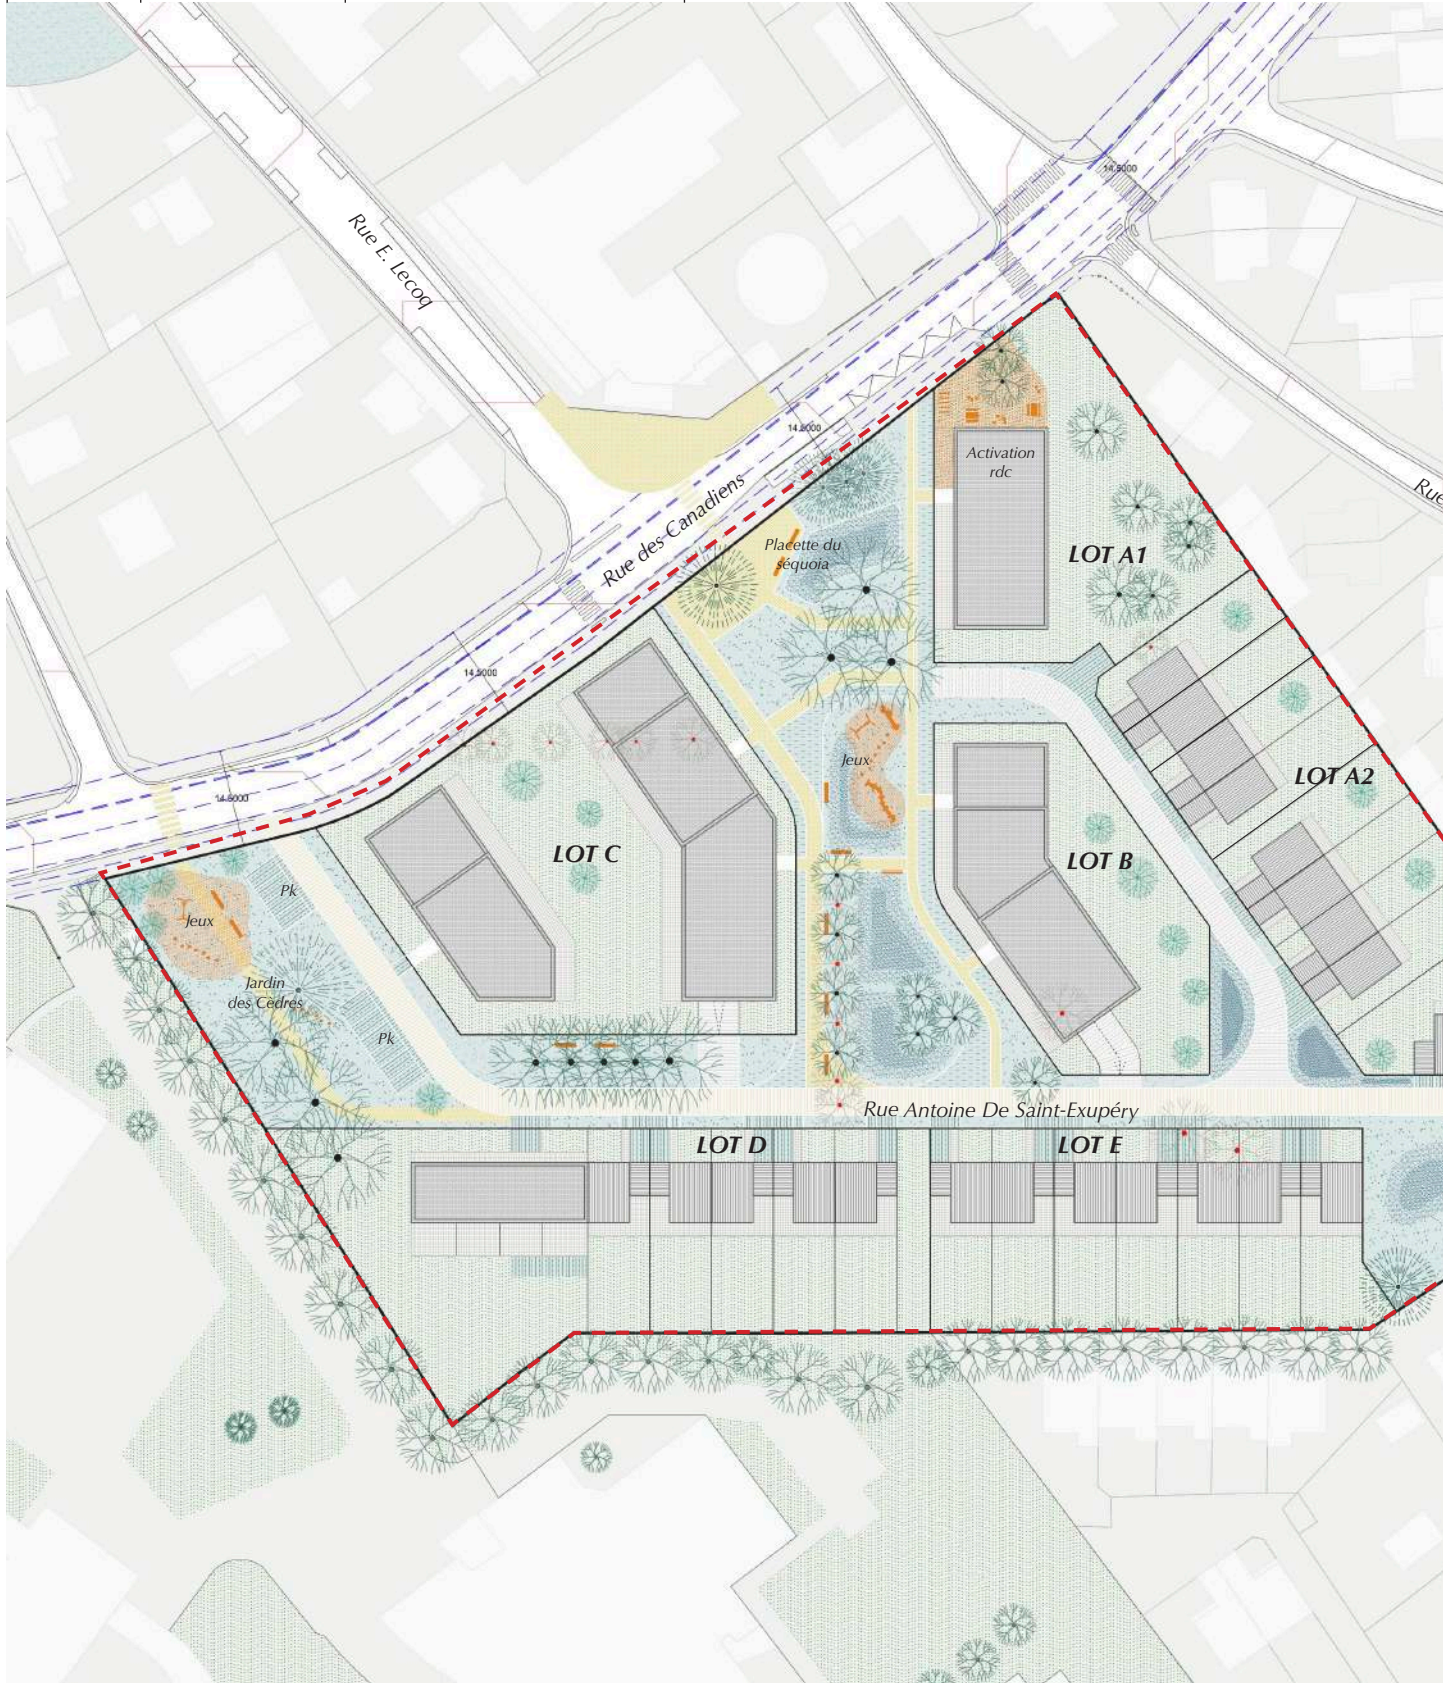 14.5000
Rue E. Lecoq
14.5000
Activation
rdc
Rue
Rue des Canadiens
Placette du
séquoia
LOT A1
14.5000
Jeux
LOT A2
14.5000
LOT C
LOT B
Pk
Jeux
Jardin
des Cèdres
Pk
Rue Antoine De Saint-Exupéry
LOT D
LOT E